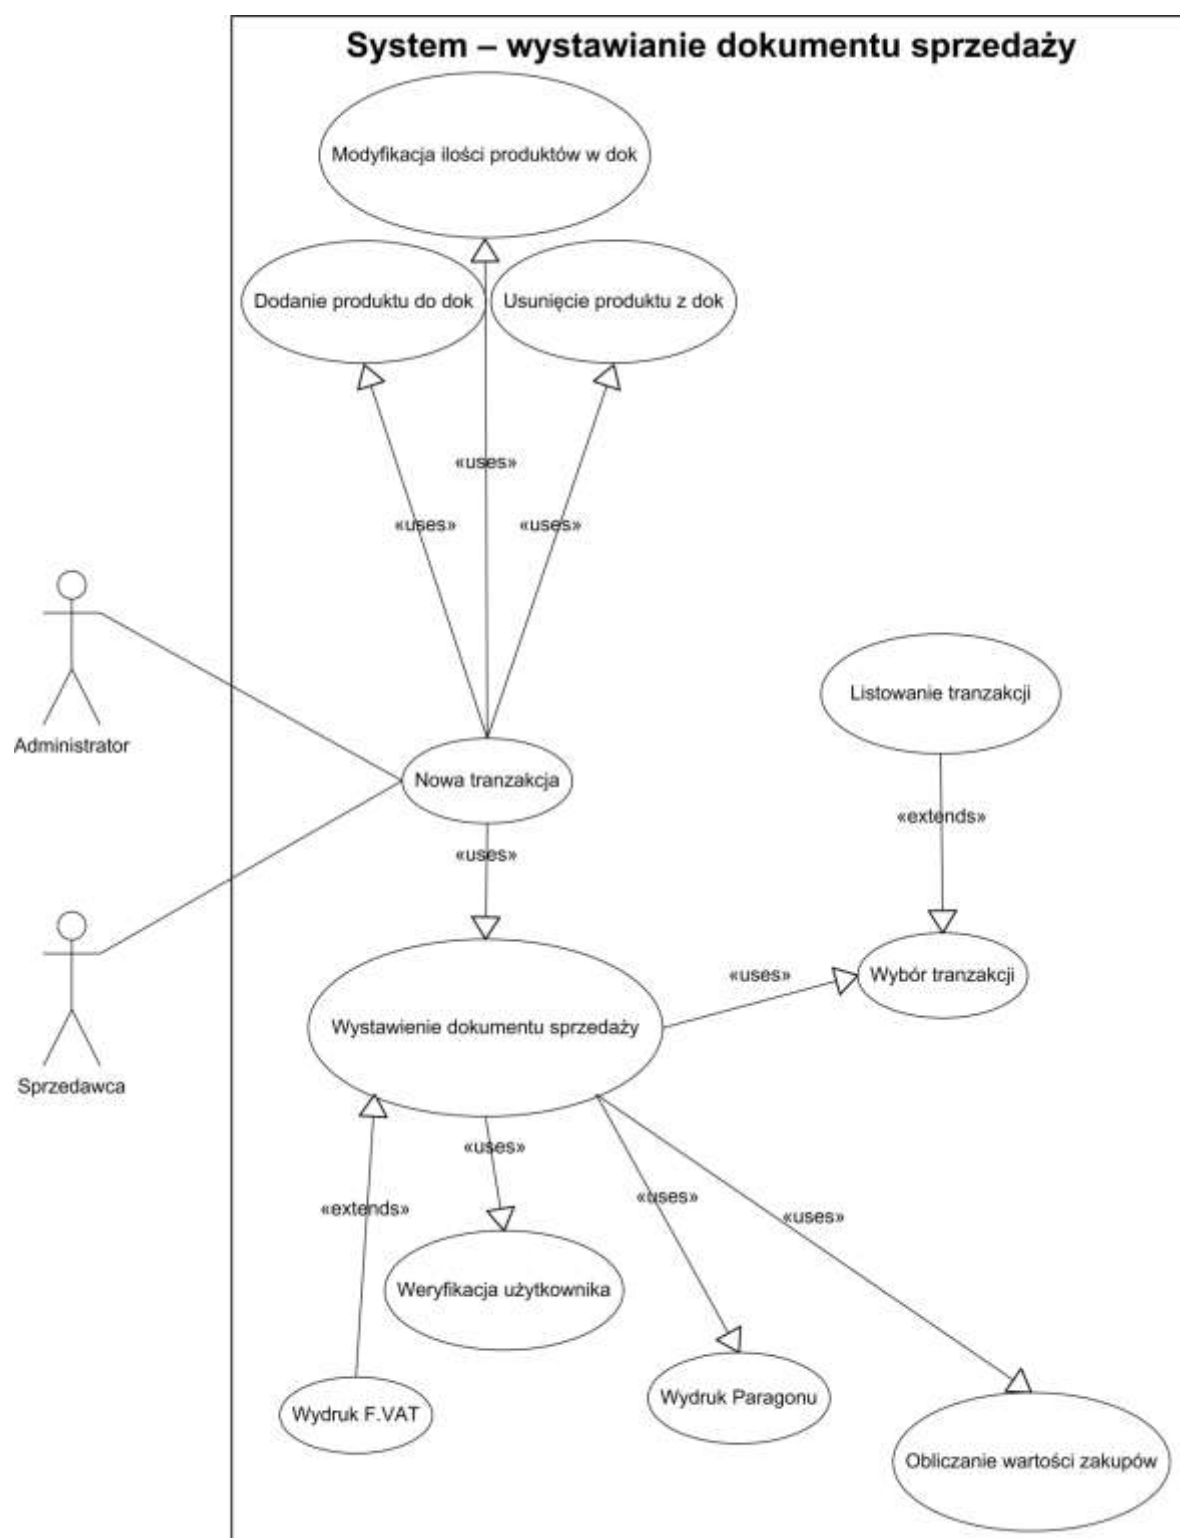 System – wystawianie dokumentu sprzedaży
Modyfikacja ilości produktów w dok
Dodanie produktu do dok
Usunięcie produktu z dok
«uses»
«uses»
«uses»
Administrator
Listowanie tranzakcji
Nowa tranzakcja
«extends»
«uses»
Sprzedawca
Wystawienie dokumentu sprzedaży
«uses»
Wybór tranzakcji
«uses»
«extends»
«uses»
«uses»
Weryfikacja użytkownika
Wydruk F.VAT
Wydruk Paragonu
Obliczanie wartości zakupów